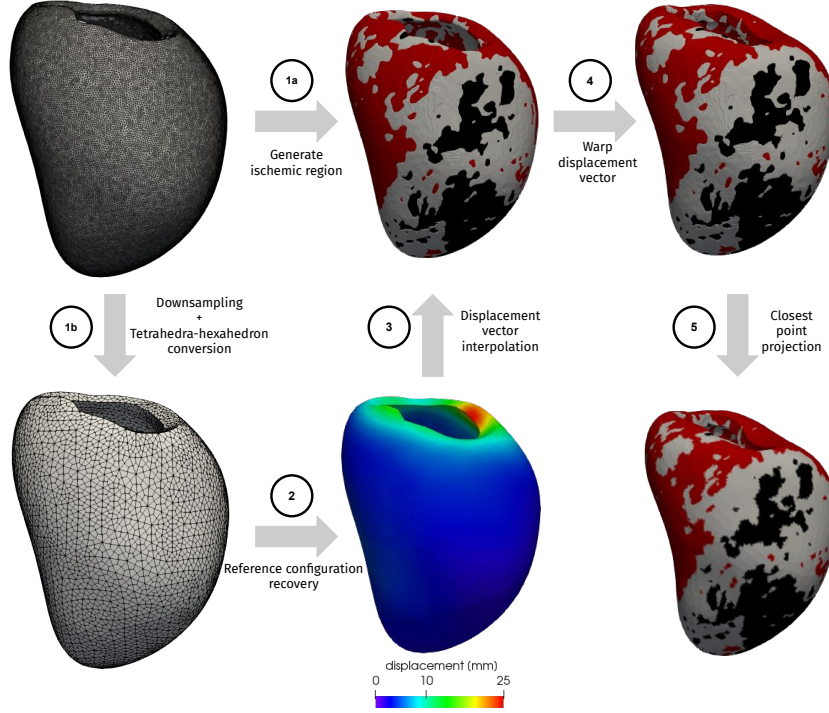 1a
Generate
ischemic region
4
Warp
displacement
vector
1b
Downsampling
+
Tetrahedra-hexahedron
conversion
3
Displacement
vector
interpolation
5
Closest
point
projection
2
Reference configuration
recovery
displacement (mm)
0 10 25